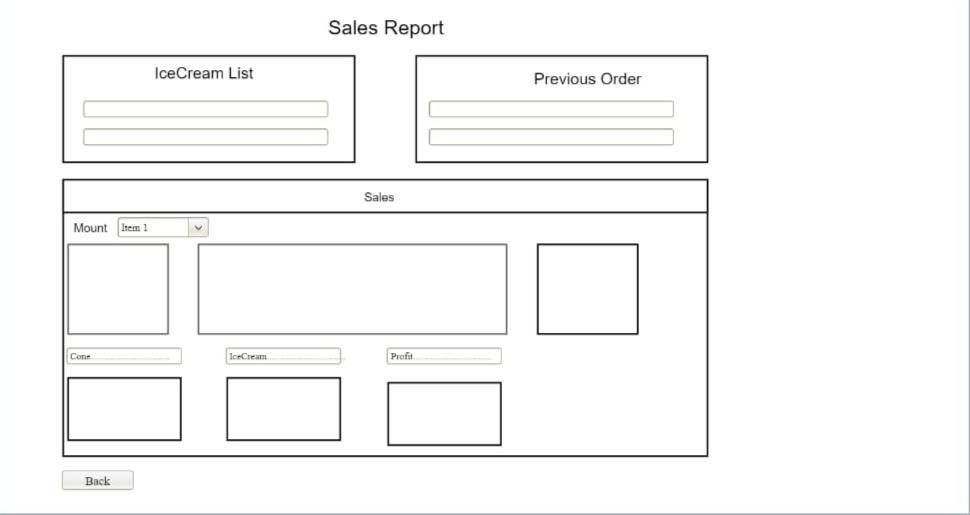 Sales Report
IceCream List
Previous Order
Sales
Mount Item 1
Cone
IceCream
Profit
Back